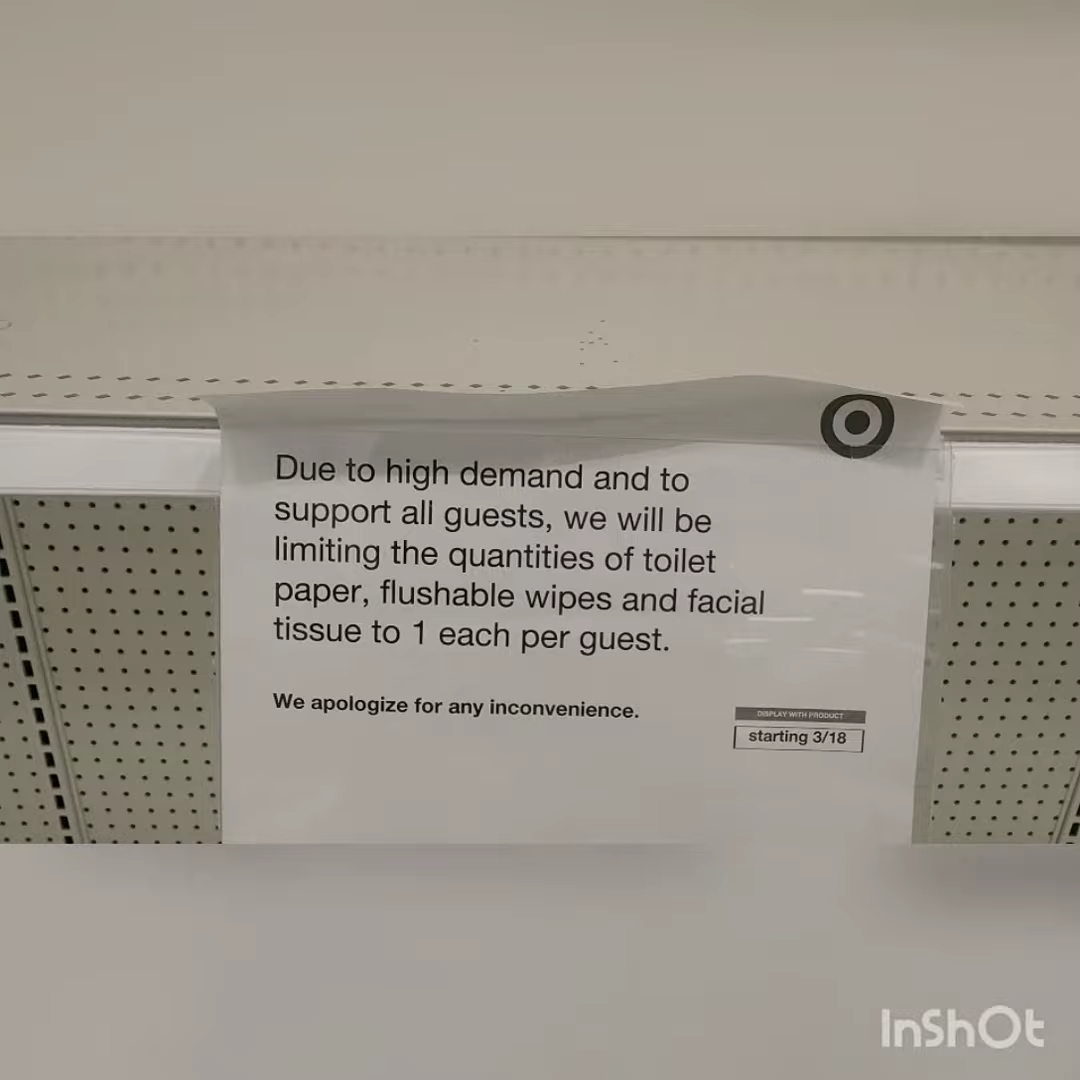 Due to high demand and to
support all guests, we will be
limiting the quantities of toilet
paper, flushable wipes and facial
tissue to 1 each per guest.
We apologize for any inconvenience.
DISPLAY WITH PRODUCT
starting 3/18
InShOt